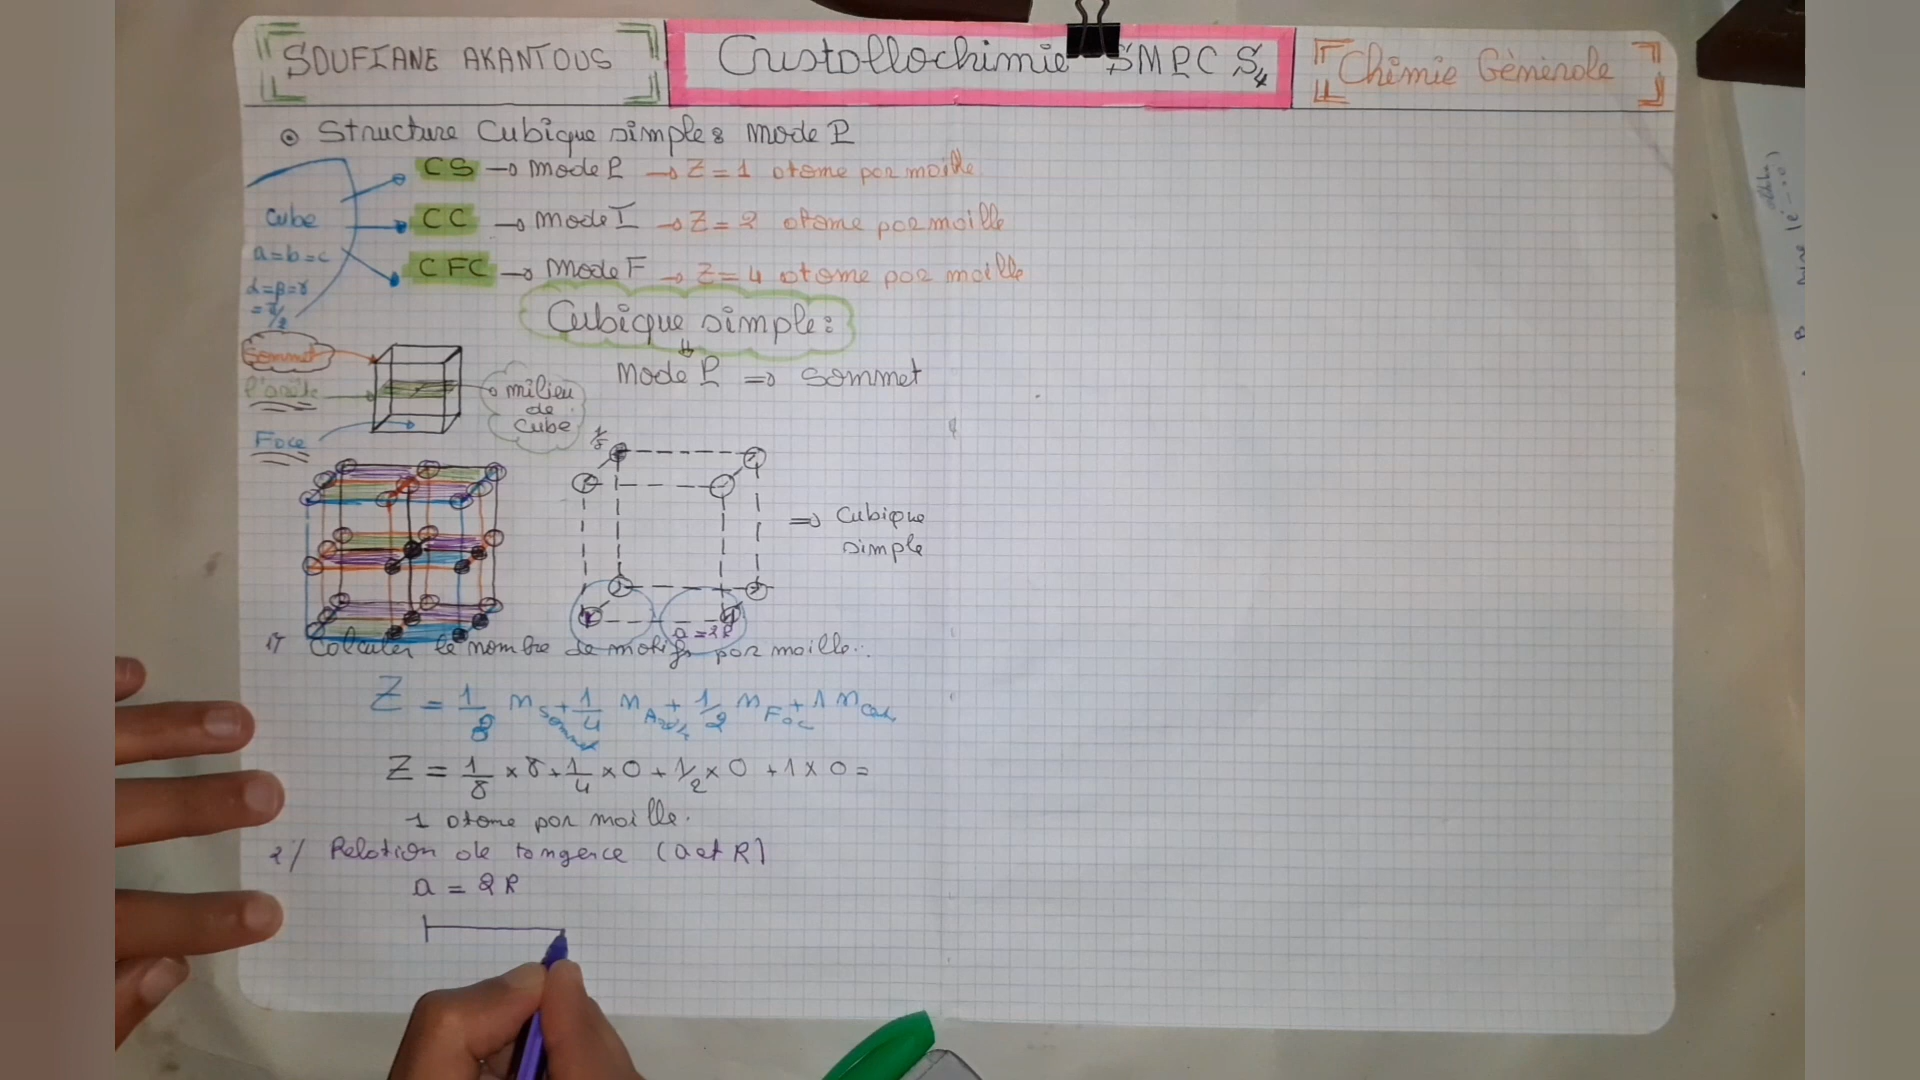 SOUFIANE AKANTOUS
Cristallochimie SMPC S4
Chimie Générale
Structure Cubique simple: mode P
CS → mode P → Z = 1 atome par maille
Cube
CC → mode I → Z = 2 atome par maille
a=b=c
CFC → mode F → Z = 4 atome par maille
α=β=γ
= π/2
Cubique simple:
Sommet
mode P ⇒ sommet
l'arête
milieu
de
cube
Face
1/8
⇒ Cubique
simple
a = 2R
1/ Calculer le nombre de motifs par maille.
Z = 1/8 n Sommet + 1/4 n + 1/2 n Fac + 1 n
Z = 1/8 × 8 + 1/4 × 0 + 1/2 × 0 + 1 × 0 =
1 atome par maille.
2/ Relation de tangence (a et R)
a = 2R